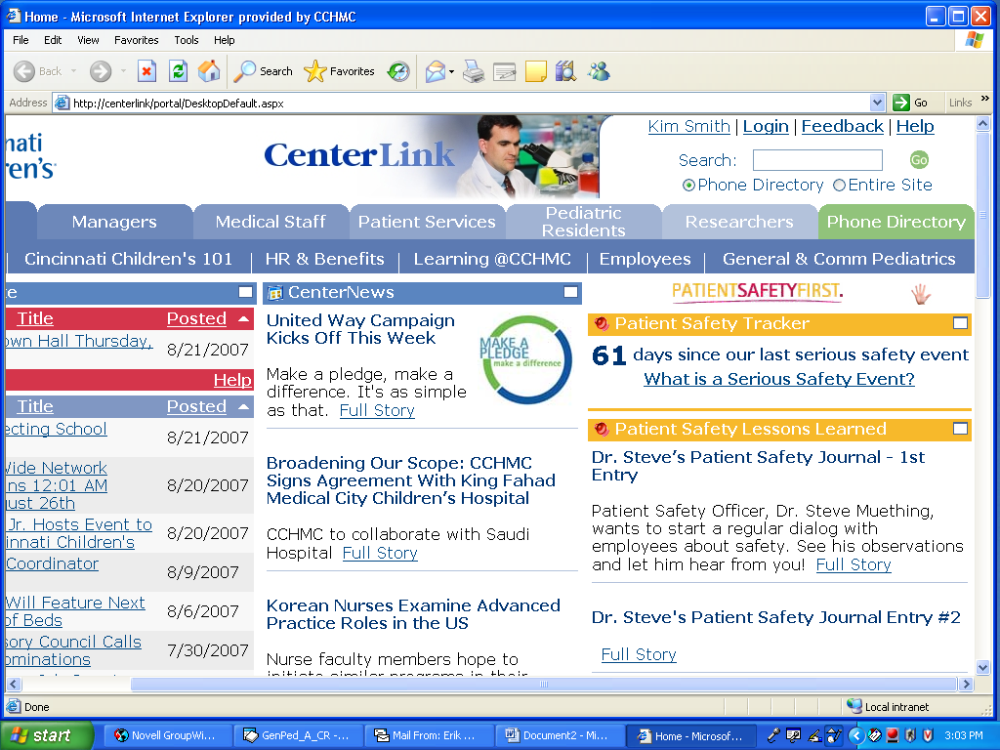 Home - Microsoft Internet Explorer provided by CCHMC
File Edit View Favorites Tools Help
Back Search Favorites
Address http://centerlink/portal/DesktopDefault.aspx Go Links »
nati
ren's
CenterLink
Kim Smith | Login | Feedback | Help
Search: Go
Phone Directory Entire Site
Managers Medical Staff Patient Services Pediatric Residents Researchers Phone Directory
Cincinnati Children's 101 | HR & Benefits | Learning @CCHMC | Employees | General & Comm Pediatrics
te
Title Posted
own Hall Thursday, 8/21/2007
Help
Title Posted
ecting School 8/21/2007
Wide Network
ns 12:01 AM 8/20/2007
ust 26th
Jr. Hosts Event to 8/20/2007
innati Children's
Coordinator 8/9/2007
Will Feature Next 8/6/2007
of Beds
sory Council Calls 7/30/2007
ominations
CenterNews
United Way Campaign
Kicks Off This Week
Make a pledge, make a
difference. It's as simple
as that. Full Story
MAKE A
PLEDGE
make a difference
Broadening Our Scope: CCHMC
Signs Agreement With King Fahad
Medical City Children's Hospital
CCHMC to collaborate with Saudi
Hospital Full Story
Korean Nurses Examine Advanced
Practice Roles in the US
Nurse faculty members hope to
initiate similar programs in their
PATIENTSAFETYFIRST.
Patient Safety Tracker
61 days since our last serious safety event
What is a Serious Safety Event?
Patient Safety Lessons Learned
Dr. Steve's Patient Safety Journal - 1st
Entry
Patient Safety Officer, Dr. Steve Muething,
wants to start a regular dialog with
employees about safety. See his observations
and let him hear from you! Full Story
Dr. Steve's Patient Safety Journal Entry #2
Full Story
Done Local intranet
start Novell GroupWi... GenPed_A_CR -... Mail From: Erik ... Document2 - Mi... Home - Microsof... 3:03 PM